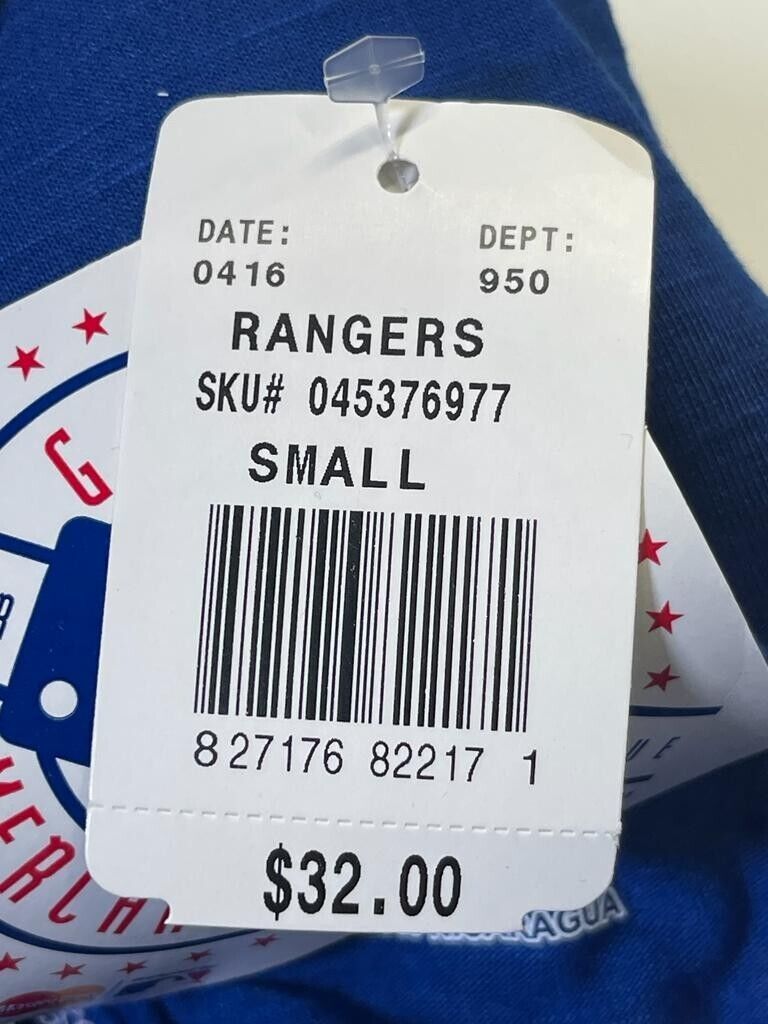 DATE:
DEPT:
0416
950
RANGERS
SKU# 045376977
SMALL
8 27176 82217 1
$32.00